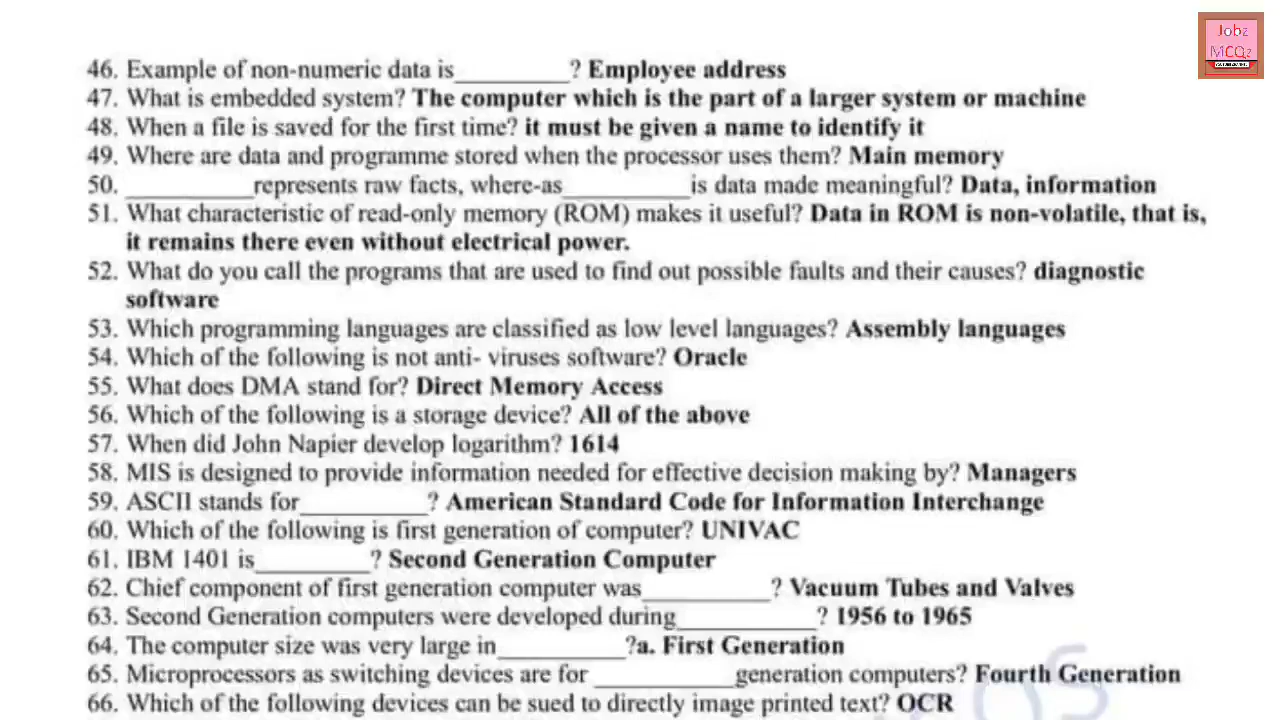 Jobz
MCQz
46. Example of non-numeric data is__________? Employee address
47. What is embedded system? The computer which is the part of a larger system or machine
48. When a file is saved for the first time? it must be given a name to identify it
49. Where are data and programme stored when the processor uses them? Main memory
50. ___________represents raw facts, where-as___________is data made meaningful? Data, information
51. What characteristic of read-only memory (ROM) makes it useful? Data in ROM is non-volatile, that is,
it remains there even without electrical power.
52. What do you call the programs that are used to find out possible faults and their causes? diagnostic
software
53. Which programming languages are classified as low level languages? Assembly languages
54. Which of the following is not anti- viruses software? Oracle
55. What does DMA stand for? Direct Memory Access
56. Which of the following is a storage device? All of the above
57. When did John Napier develop logarithm? 1614
58. MIS is designed to provide information needed for effective decision making by? Managers
59. ASCII stands for___________? American Standard Code for Information Interchange
60. Which of the following is first generation of computer? UNIVAC
61. IBM 1401 is__________? Second Generation Computer
62. Chief component of first generation computer was___________? Vacuum Tubes and Valves
63. Second Generation computers were developed during____________? 1956 to 1965
64. The computer size was very large in___________?a. First Generation
65. Microprocessors as switching devices are for ____________generation computers? Fourth Generation
66. Which of the following devices can be sued to directly image printed text? OCR